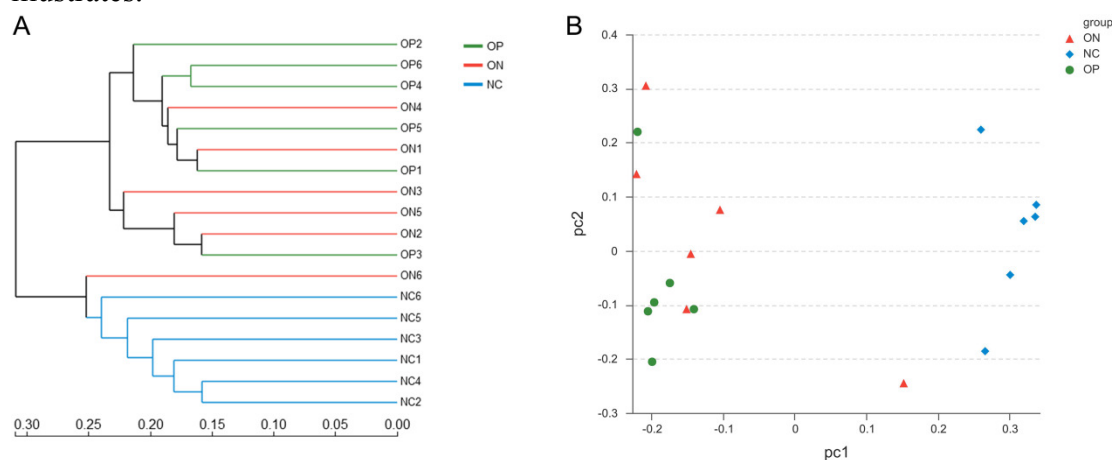 illustrates.
A
OP2
OP6
OP4
ON4
OP5
ON1
OP1
ON3
ON5
ON2
OP3
ON6
NC6
NC5
NC3
NC1
NC4
NC2
OP
ON
NC
0.30 0.25 0.20 0.15 0.10 0.05 0.00
B
group
ON
NC
OP
0.4
0.3
0.2
0.1
0
-0.1
-0.2
-0.3
pc2
-0.2 -0.1 0 0.1 0.2 0.3
pc1